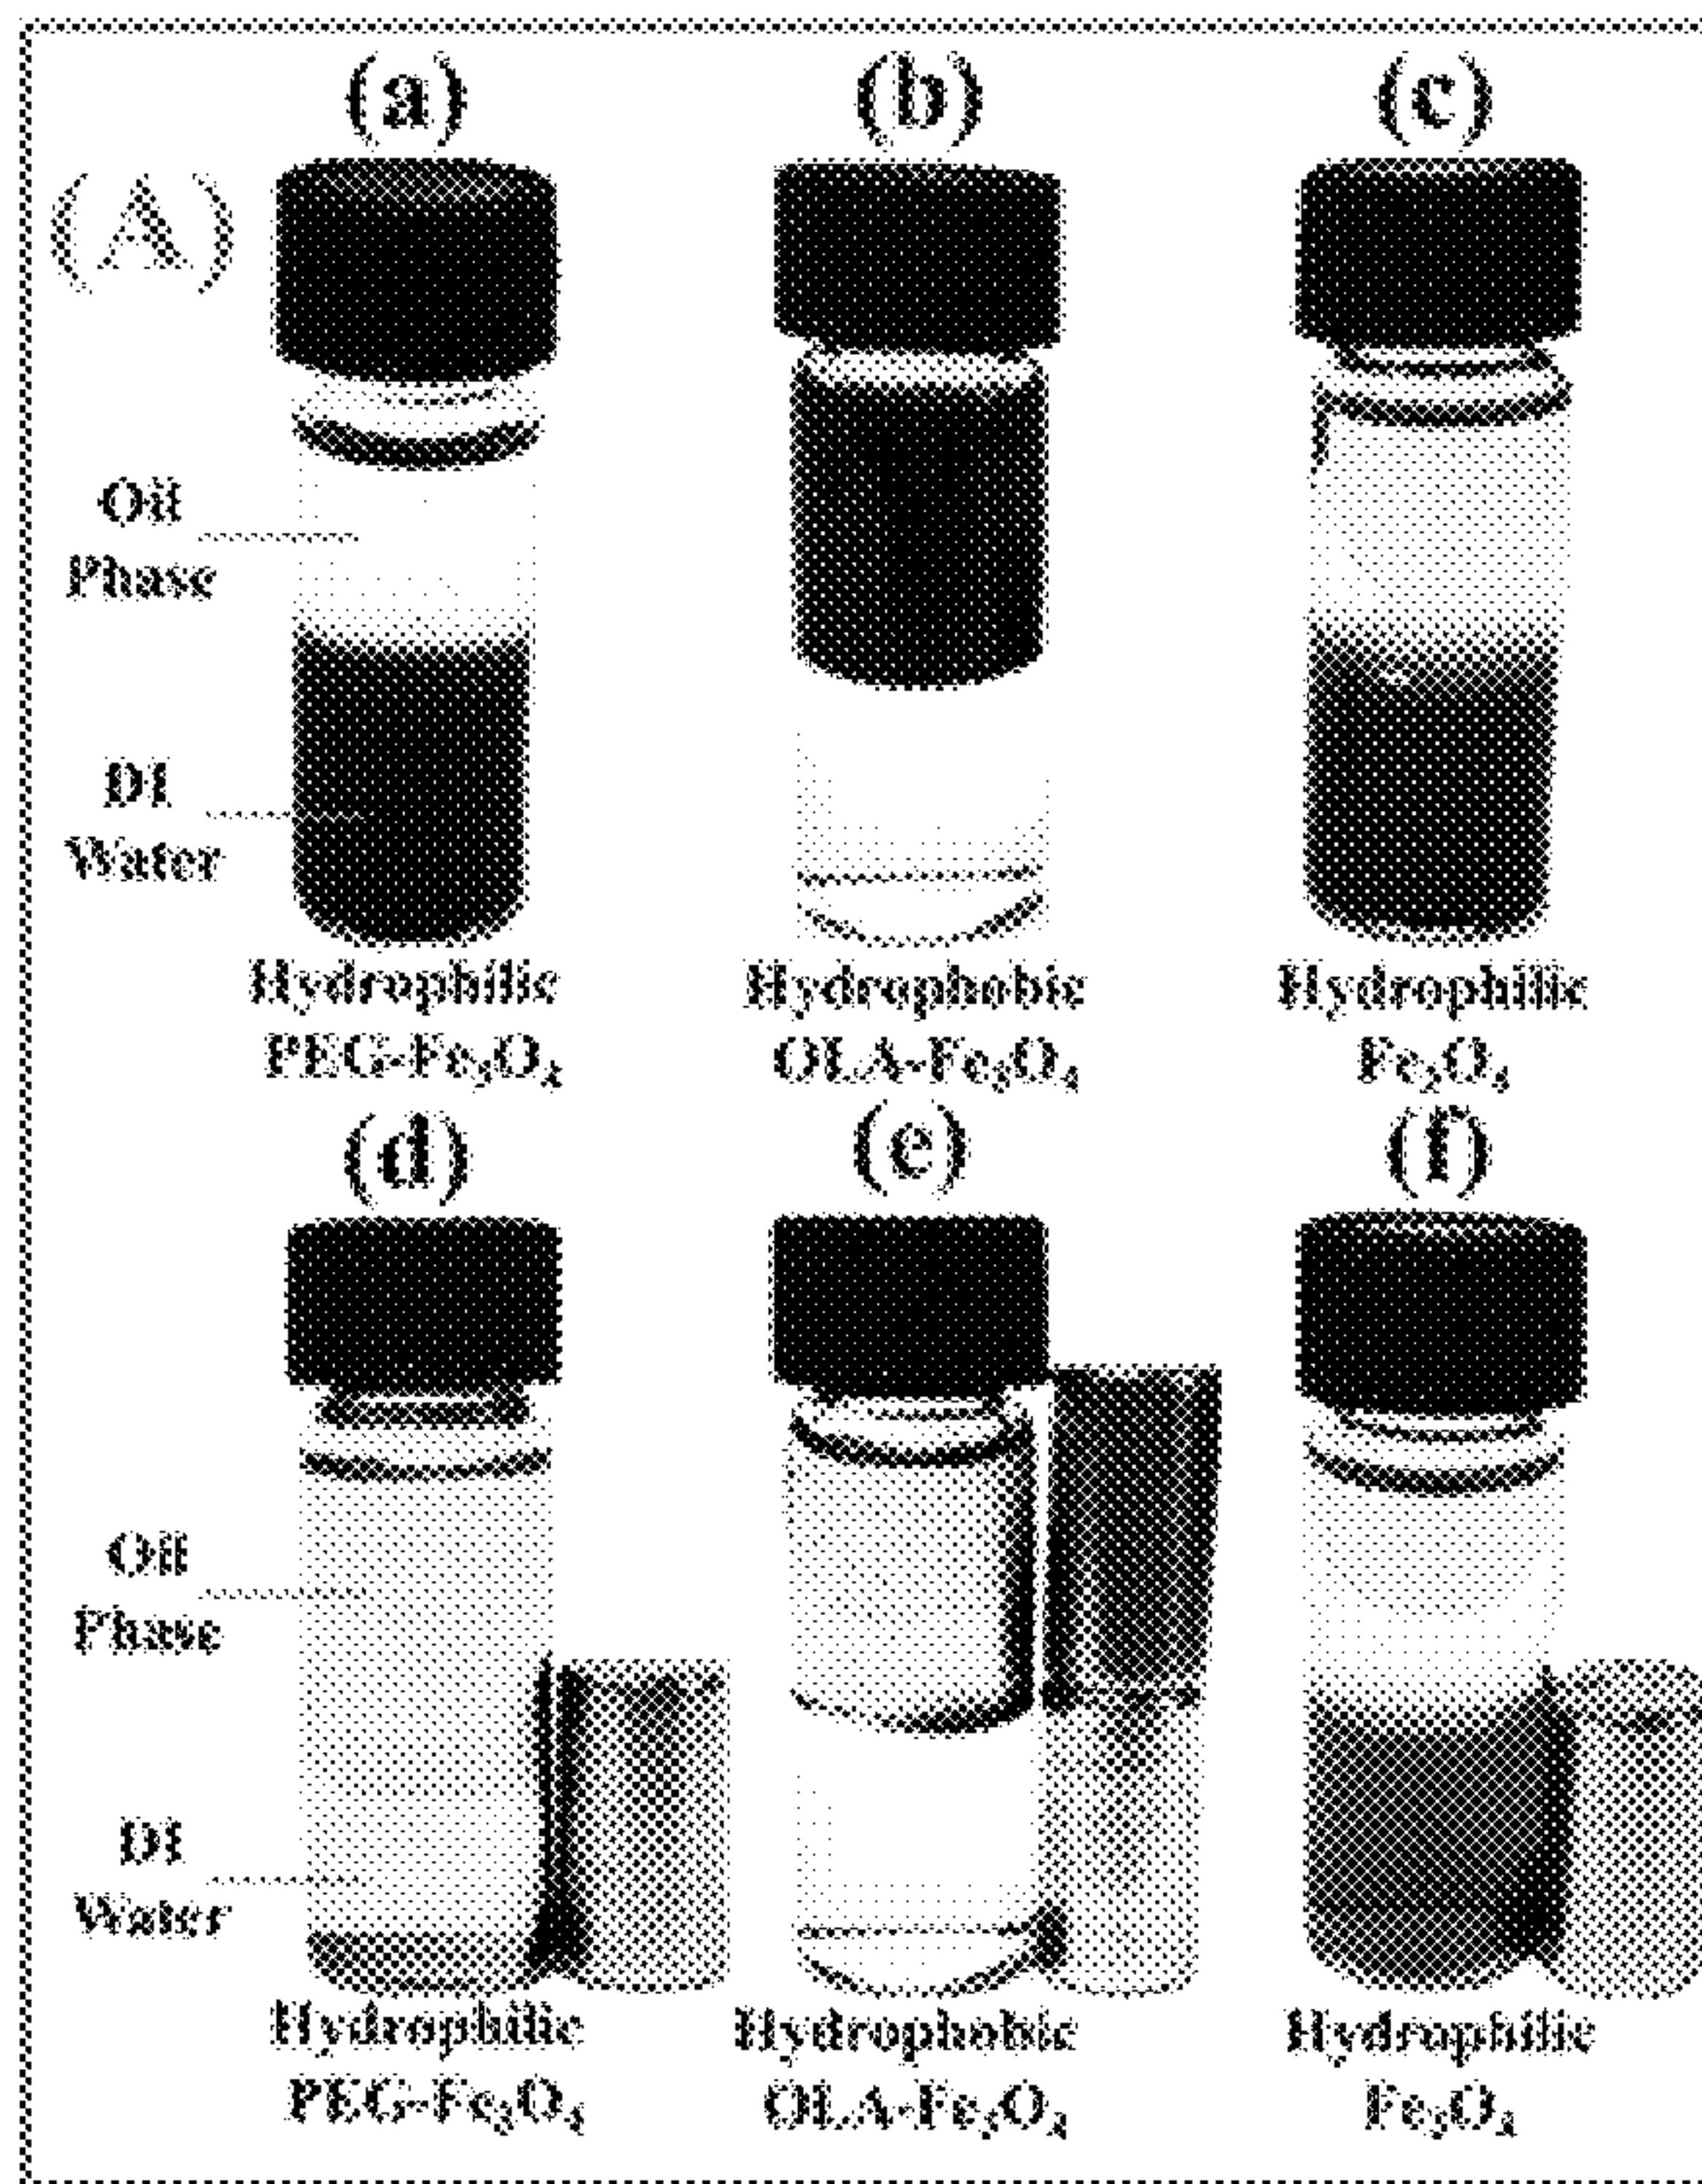 (a) (b) (c)
(A)
Oil
Phase
DI
Water
Hydrophilic Hydrophobic Hydrophilic
PEG-Fe₃O₄ OLA-Fe₃O₄ Fe₃O₄
(d) (e) (f)
Oil
Phase
DI
Water
Hydrophilic Hydrophobic Hydrophilic
PEG-Fe₃O₄ OLA-Fe₃O₄ Fe₃O₄